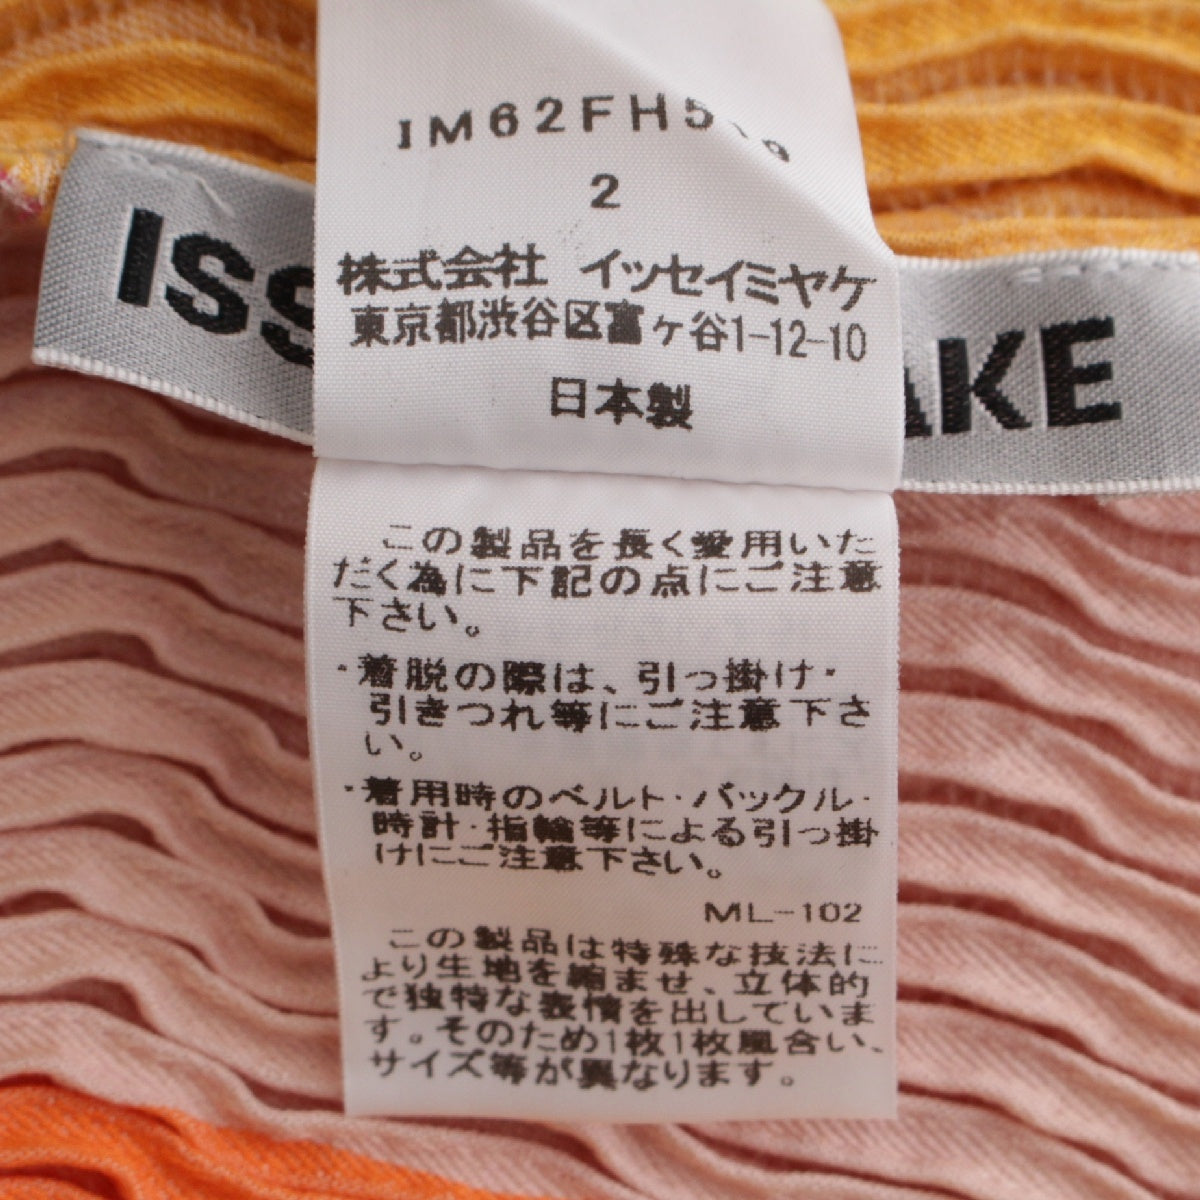 IM62FH5
2
株式会社 イッセイミヤケ
東京都渋谷区富ヶ谷1-12-10
日本製
ISS AKE
この製品を長く愛用いた
だく為に下記の点にご注意
下さい。
・着脱の際は、引っ掛け・
引きつれ等にご注意下さ
い。
・着用時のベルト・バックル・
時計・指輪等による引っ掛
けにご注意下さい。
ML-102
この製品は特殊な技法に
より生地を縮ませ、立体的
で独特な表情を出していま
す。そのため1枚1枚風合い、
サイズ等が異なります。